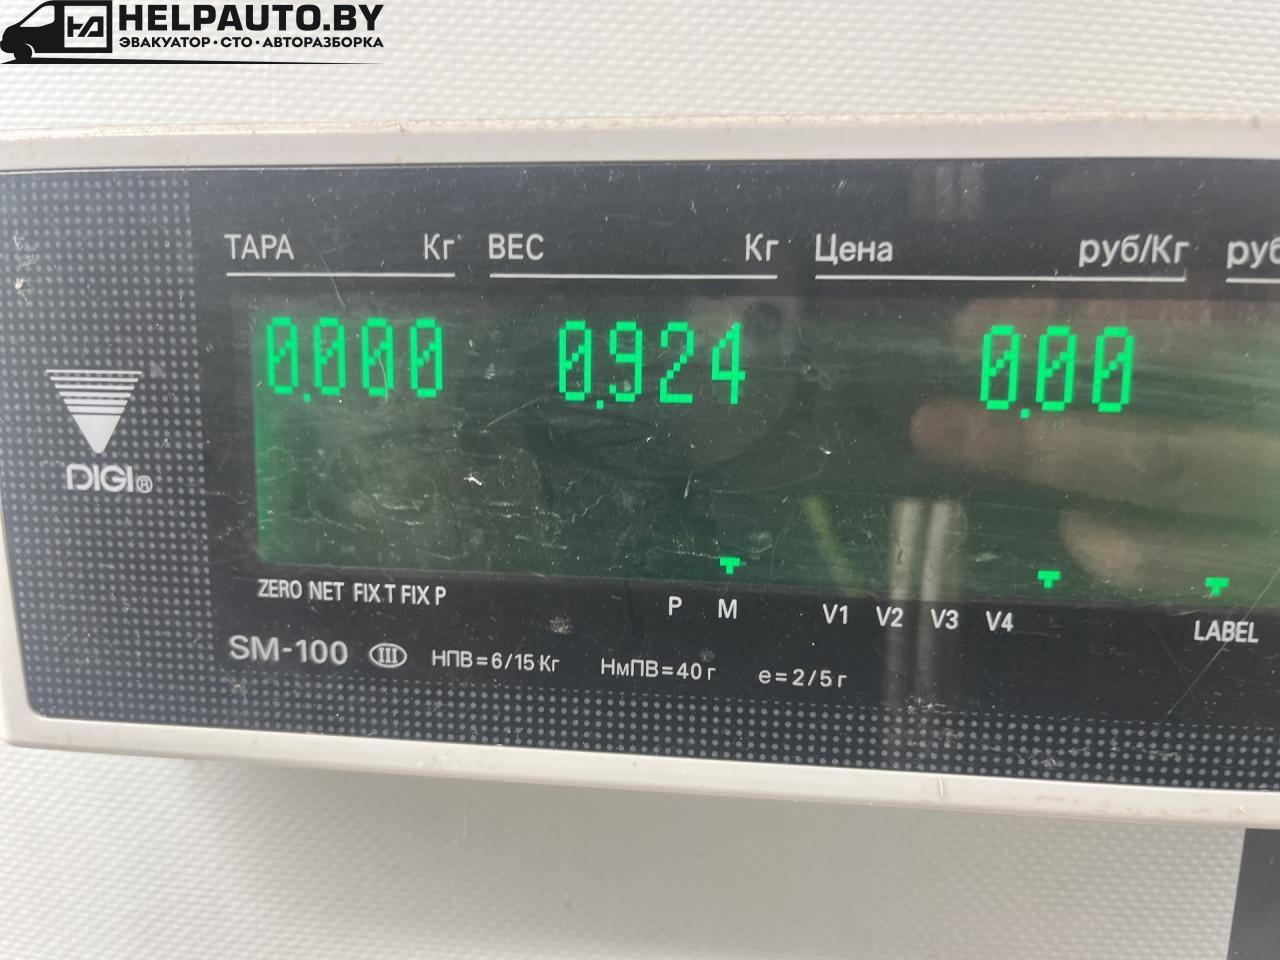 HELPAUTO.BY
ЭВАКУАТОР · СТО · АВТОРАЗБОРКА
ТАРА Кг ВЕС Кг Цена руб/Кг руб
0.000 0.924 0.00
DIGI®
ZERO NET FIX T FIX P P M V1 V2 V3 V4 LABEL
SM-100 III НПВ=6/15 Кг НмПВ=40 г e=2/5 г